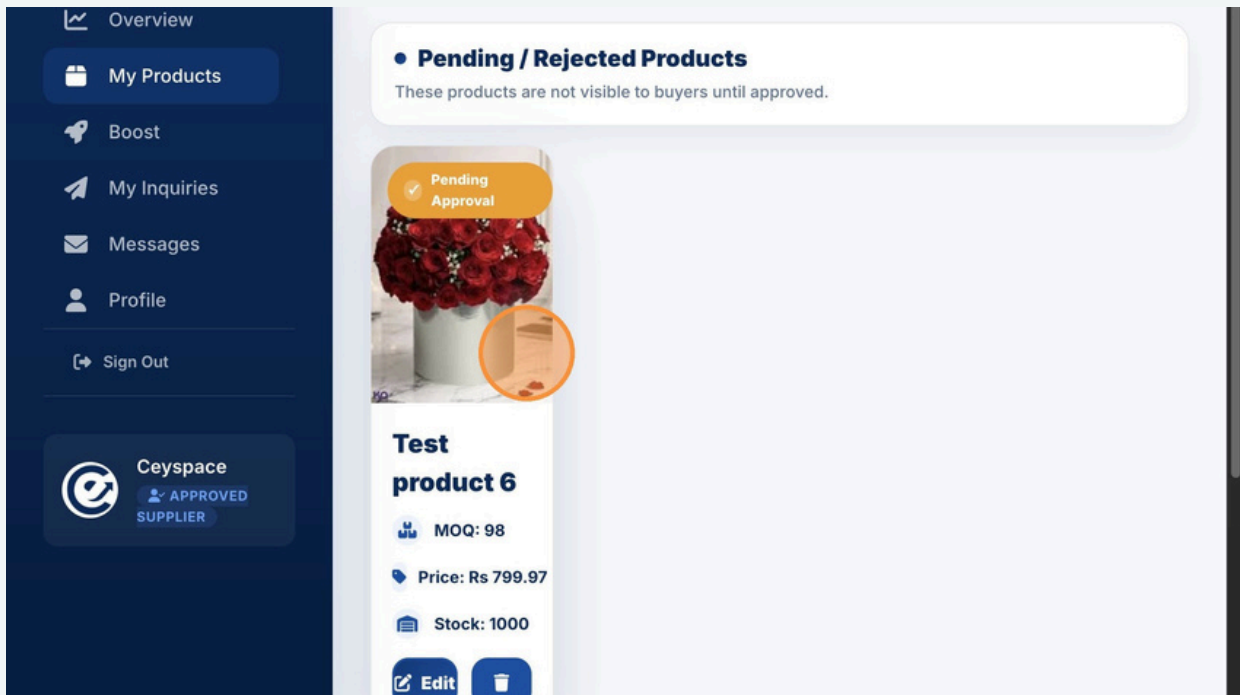 Overview
My Products
Boost
My Inquiries
Messages
Profile
Sign Out
Ceyspace
APPROVED
SUPPLIER
Pending / Rejected Products
These products are not visible to buyers until approved.
Pending
Approval
Test
product 6
MOQ: 98
Price: Rs 799.97
Stock: 1000
Edit